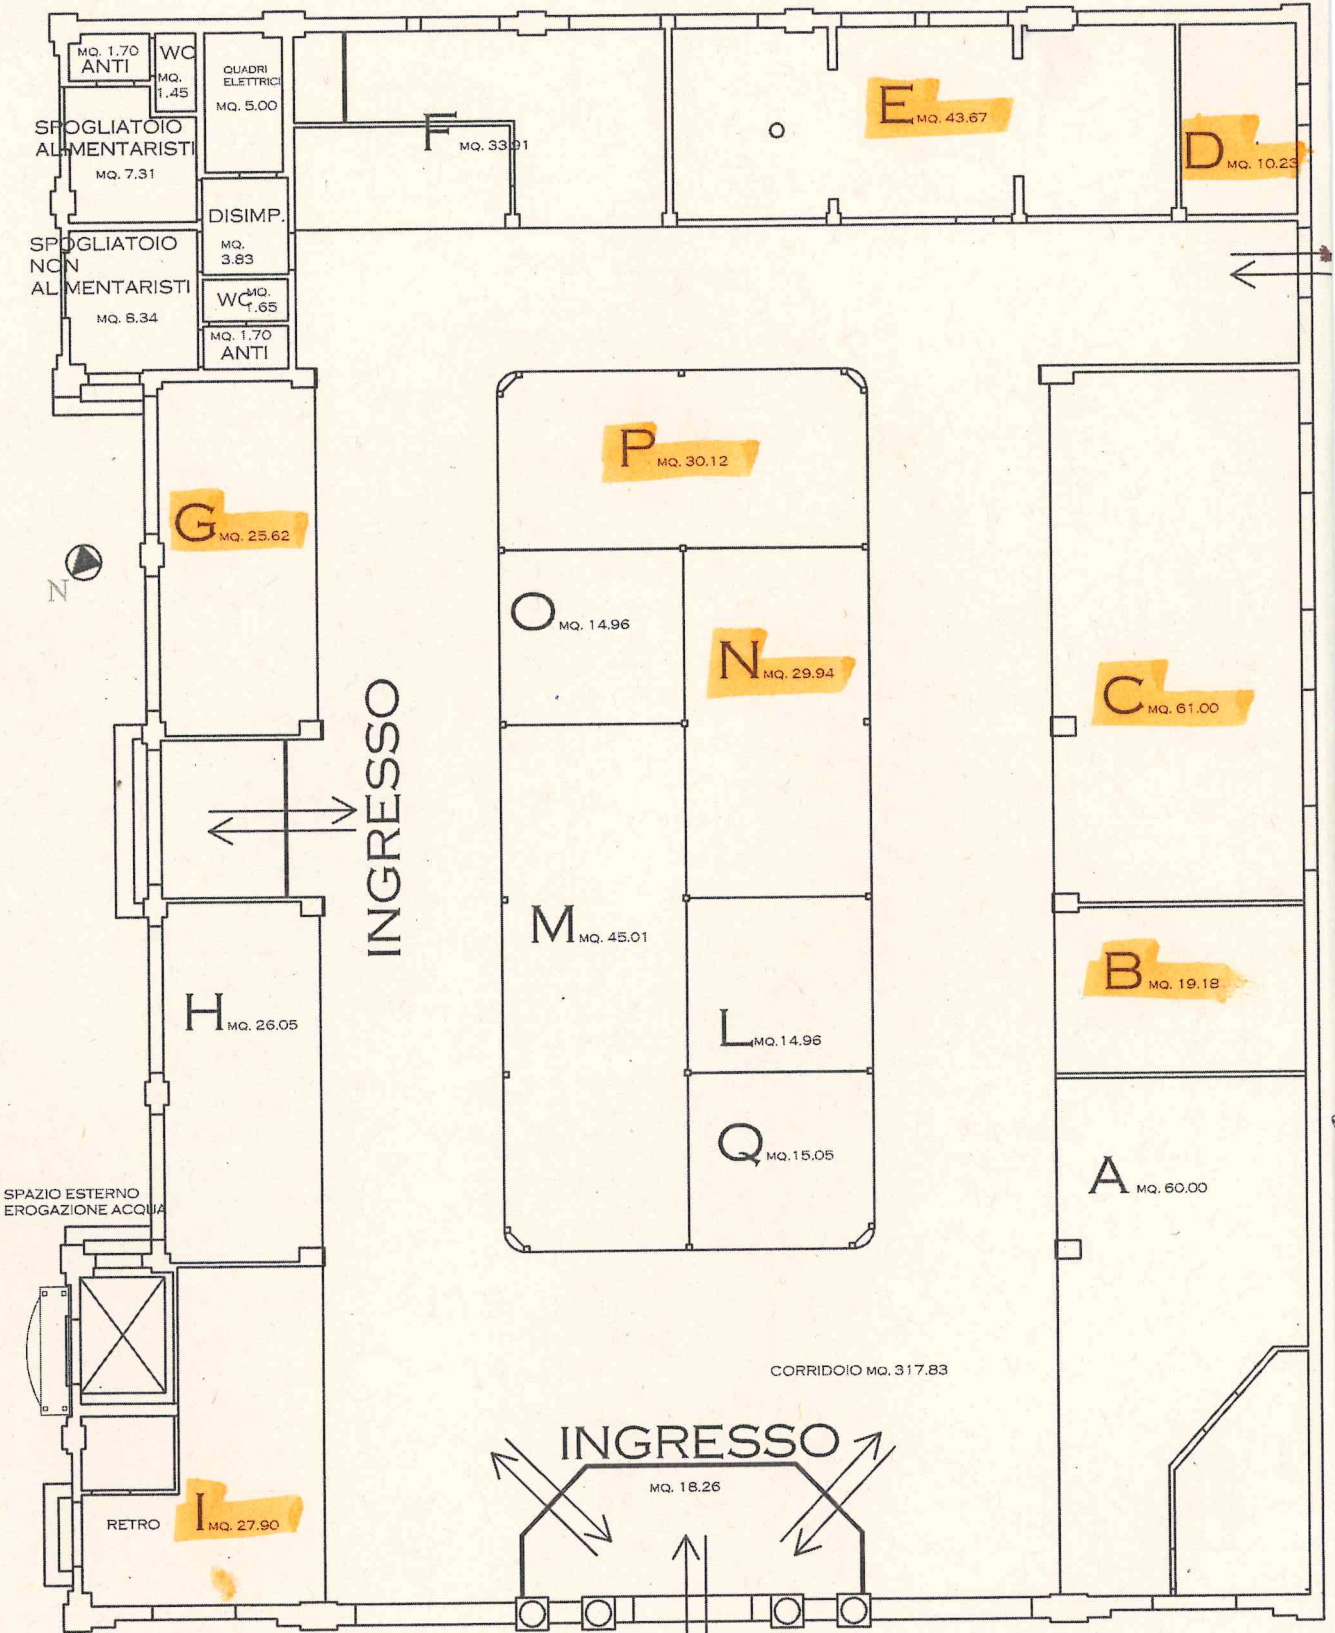 MQ. 1.70
ANTI
WC
MQ.
1.45
QUADRI
ELETTRICI
MQ. 5.00
SPOGLIATOIO
ALIMENTARISTI
MQ. 7.31
DISIMP.
MQ.
3.83
SPOGLIATOIO
NON
ALIMENTARISTI
MQ. 8.34
WC
MQ.
1.65
MQ. 1.70
ANTI
F MQ. 33.91
E MQ. 43.67
D MQ. 10.23
P MQ. 30.12
G MQ. 25.62
N
O MQ. 14.96
N MQ. 29.94
C MQ. 61.00
INGRESSO
M MQ. 45.01
B MQ. 19.18
H MQ. 26.05
L MQ.14.96
Q MQ.15.05
A MQ. 60.00
SPAZIO ESTERNO
EROGAZIONE ACQUA
CORRIDOIO MQ. 317.83
INGRESSO
MQ. 18.26
RETRO
I MQ. 27.90